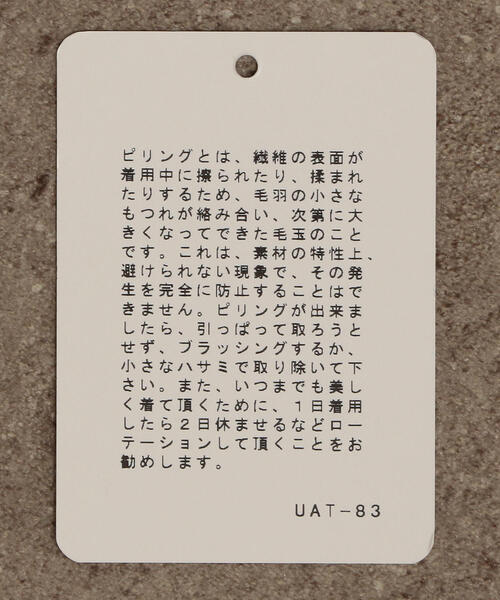 ピリングとは、繊維の表面が
着用中に擦られたり、揉まれ
たりするため、毛羽の小さな
もつれが絡み合い、次第に大
きくなってできた毛玉のこと
です。これは、素材の特性上、
避けられない現象で、その発
生を完全に防止することはで
きません。ピリングが出来ま
したら、引っぱって取ろうと
せず、ブラッシングするか、
小さなハサミで取り除いて下
さい。また、いつまでも美し
く着て頂くために、1日着用
したら2日休ませるなどロー
テーションして頂くことをお
勧めします。
UAT-83